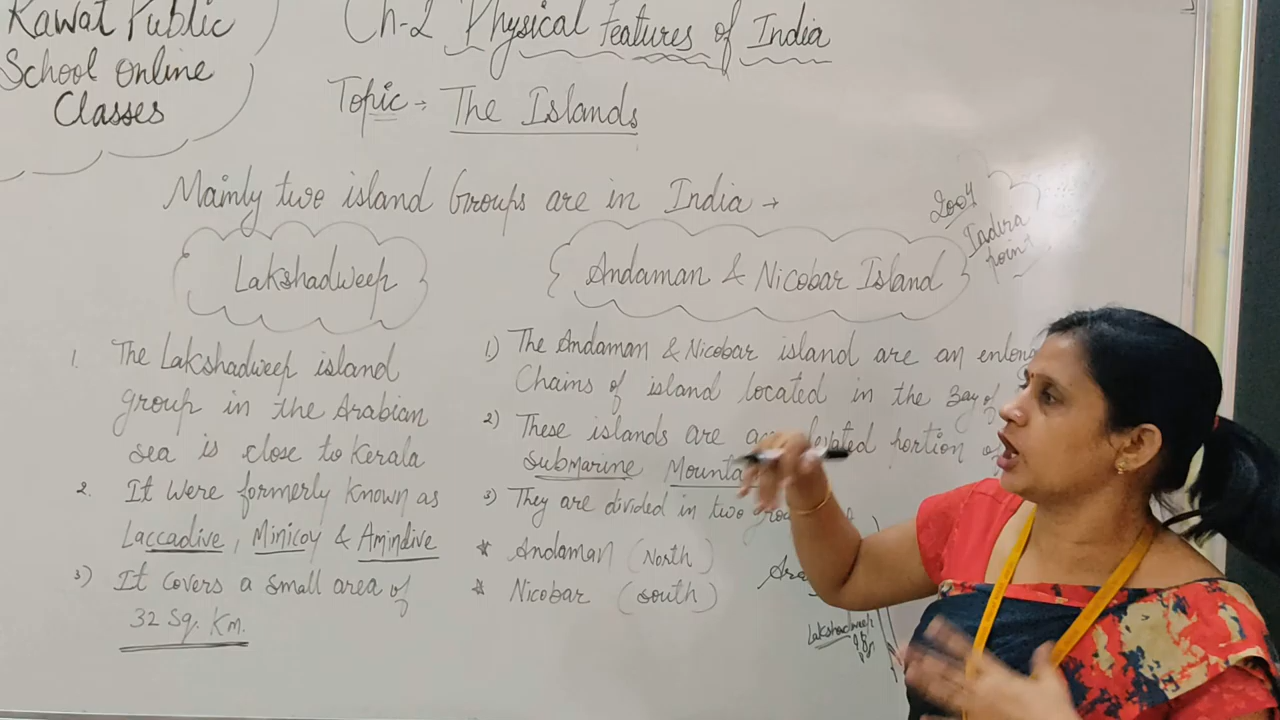 Rawat Public
School Online
Classes
Ch-2 Physical Features of India
Topic → The Islands
Mainly two island Groups are in India →
2004
Indira
point
Lakshadweep
Andaman & Nicobar Island
1. The Lakshadweep island
group in the Arabian
sea is close to Kerala
2. It were formerly known as
Laccadive, Minicoy & Amindive
3) It covers a small area of
32 Sq. Km.
1) The Andaman & Nicobar island are an
Chains of island located in the Bay of
2) These islands are portion
submarine
3) They are divided in two
* Andaman (North)
* Nicobar (South)
Lakshadweep